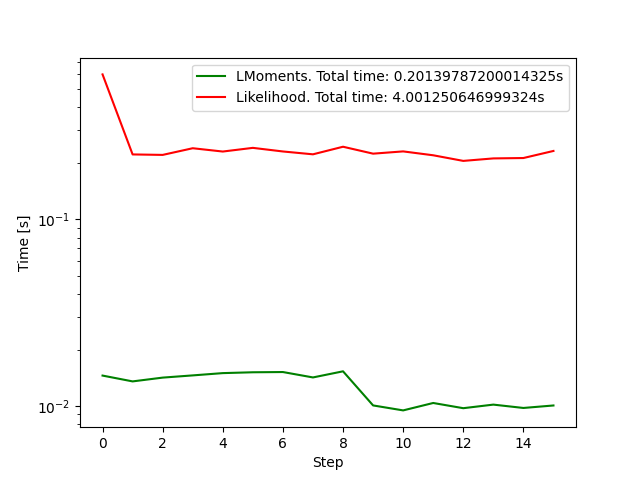 LMoments. Total time: 0.20139787200014325s
Likelihood. Total time: 4.001250646999324s
Time [s]
10⁻¹
10⁻²
0 2 4 6 8 10 12 14
Step